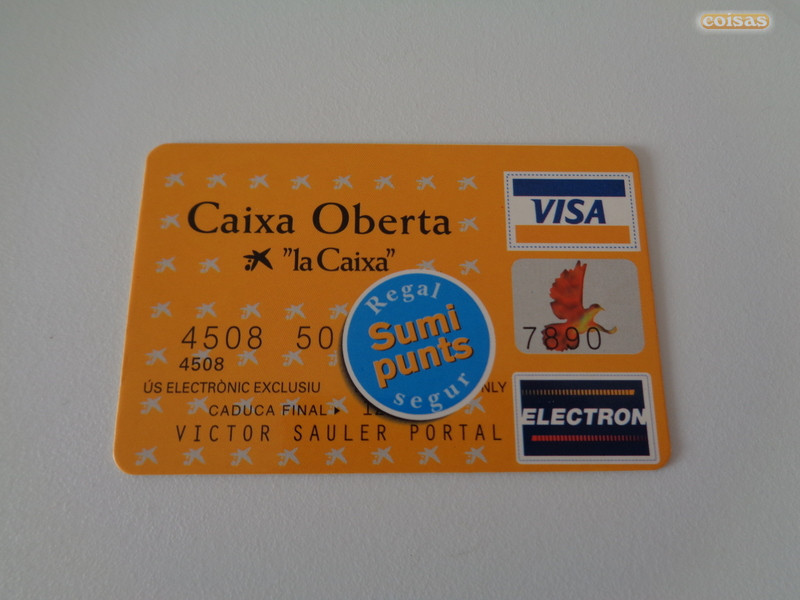 coisas
Caixa Oberta
"la Caixa"
VISA
Regal
Sumi
punts
segur
4508 50 7890
4508
ÚS ELECTRÒNIC EXCLUSIU NLY
CADUCA FINAL
ELECTRON
VICTOR SAULER PORTAL